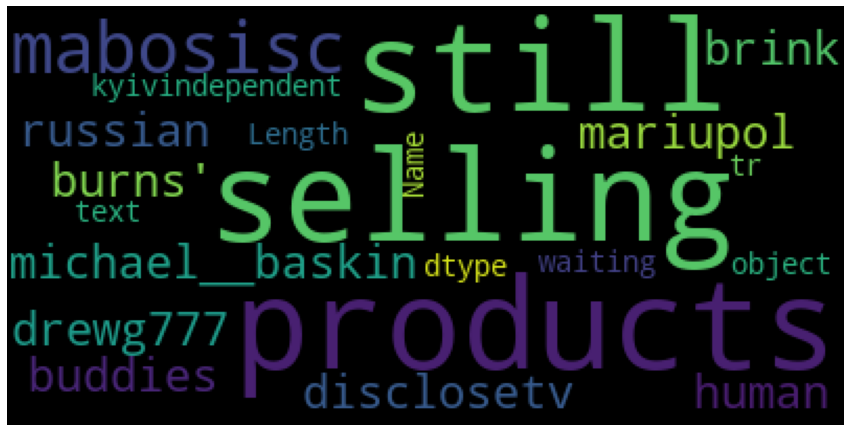 mabosisc
still
brink
kyivindependent
russian
Length
Name
mariupol
burns'
selling
tr
text
michael__baskin
dtype
waiting
object
drewg777
products
buddies
disclosetv
human